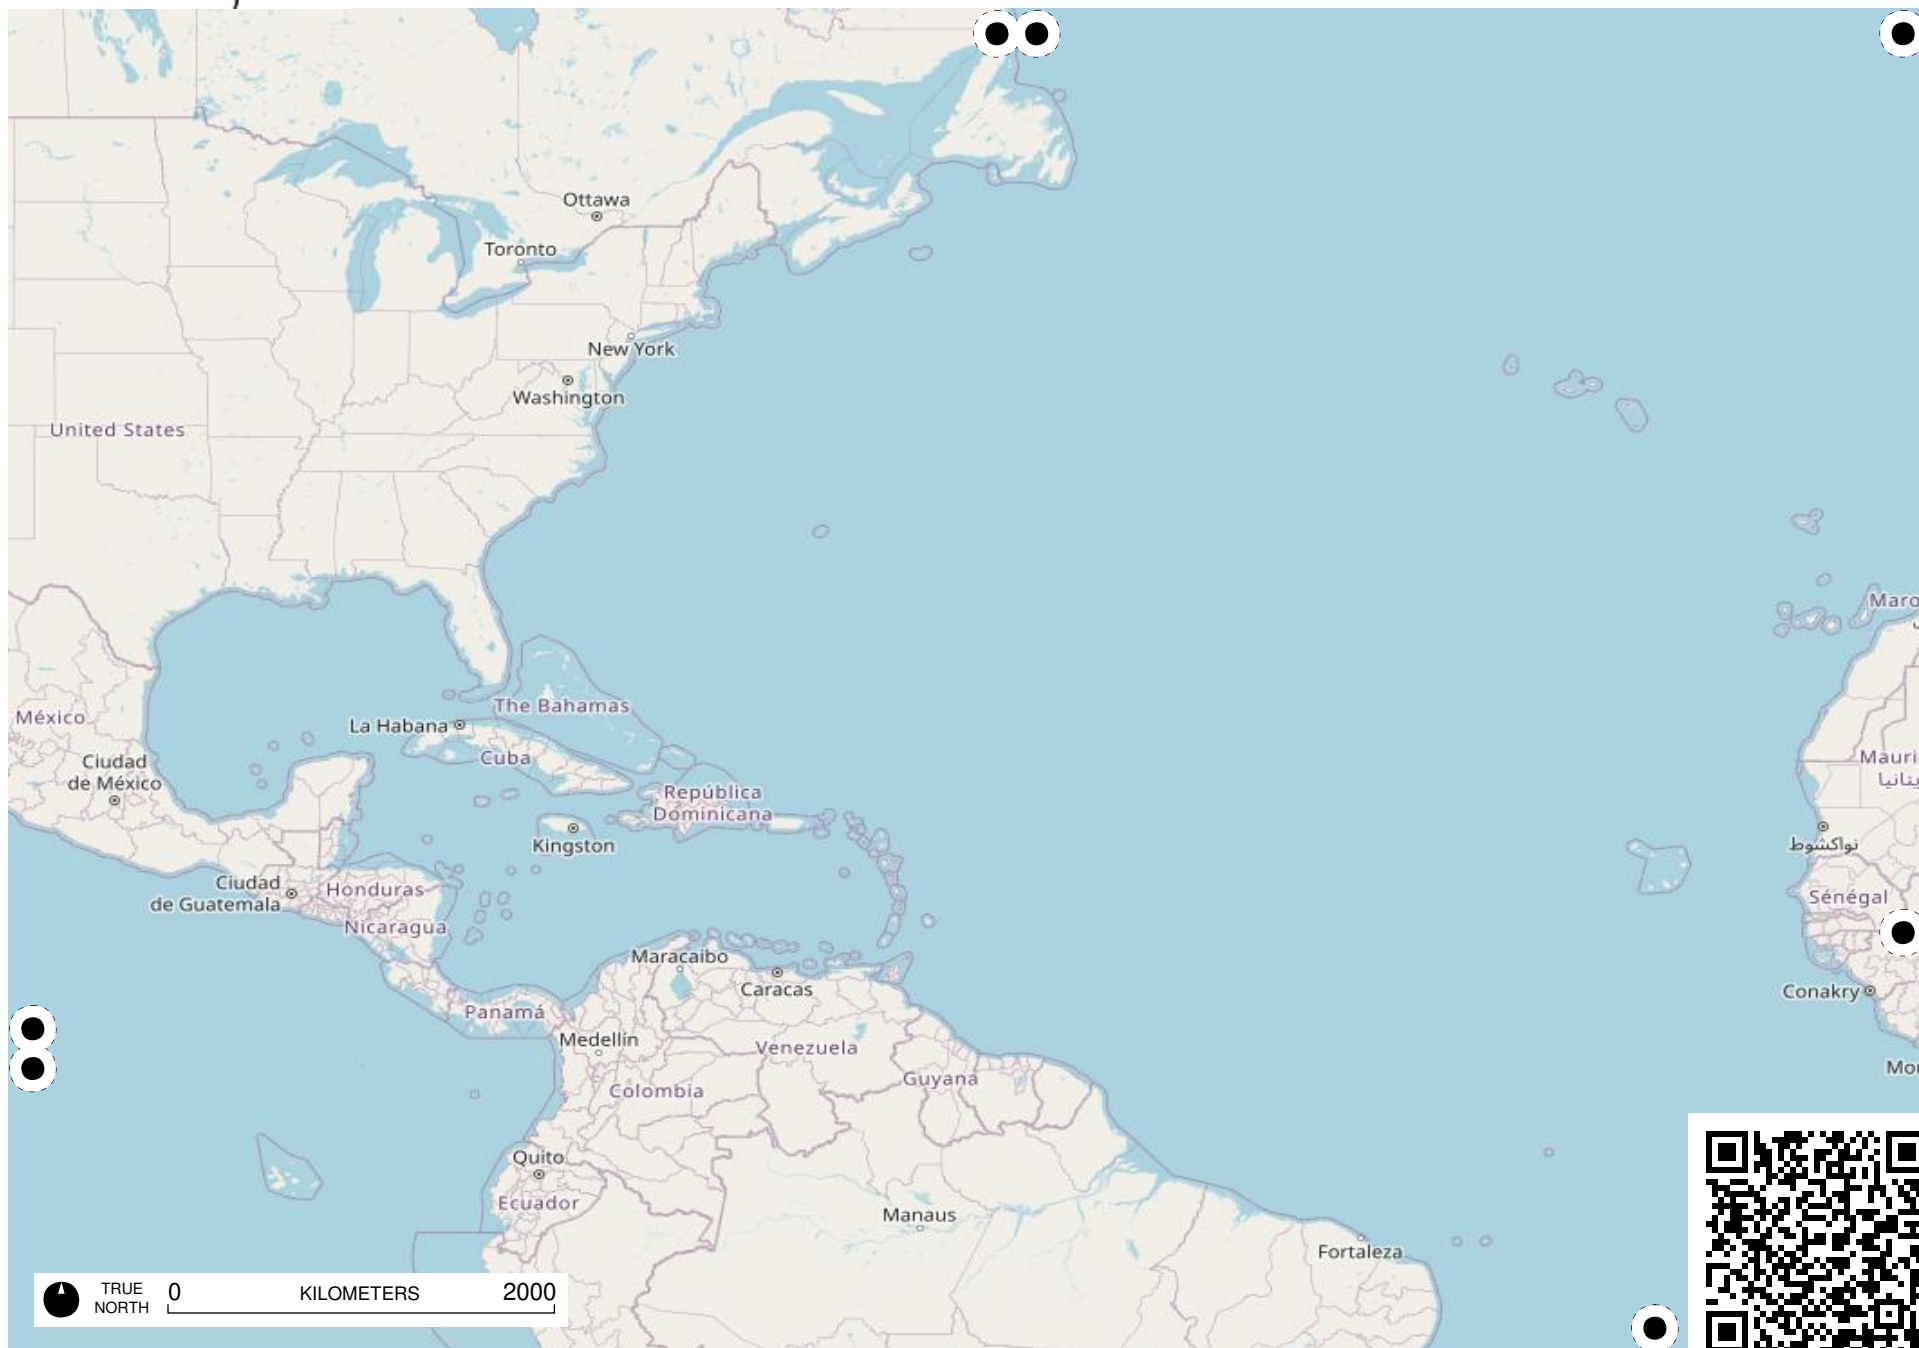 Ottawa
Toronto
New York
Washington
United States
Maro
México
The Bahamas
La Habana
Cuba
Ciudad
de México
República
Dominicana
Kingston
Mauri
نواكشوط
Ciudad
de Guatemala
Honduras
Nicaragua
Sénégal
Maracaibo
Caracas
Conakry
Panamá
Medellín
Venezuela
Colombia
Guyana
Quito
Ecuador
Manaus
Fortaleza
TRUE
NORTH
0 KILOMETERS 2000